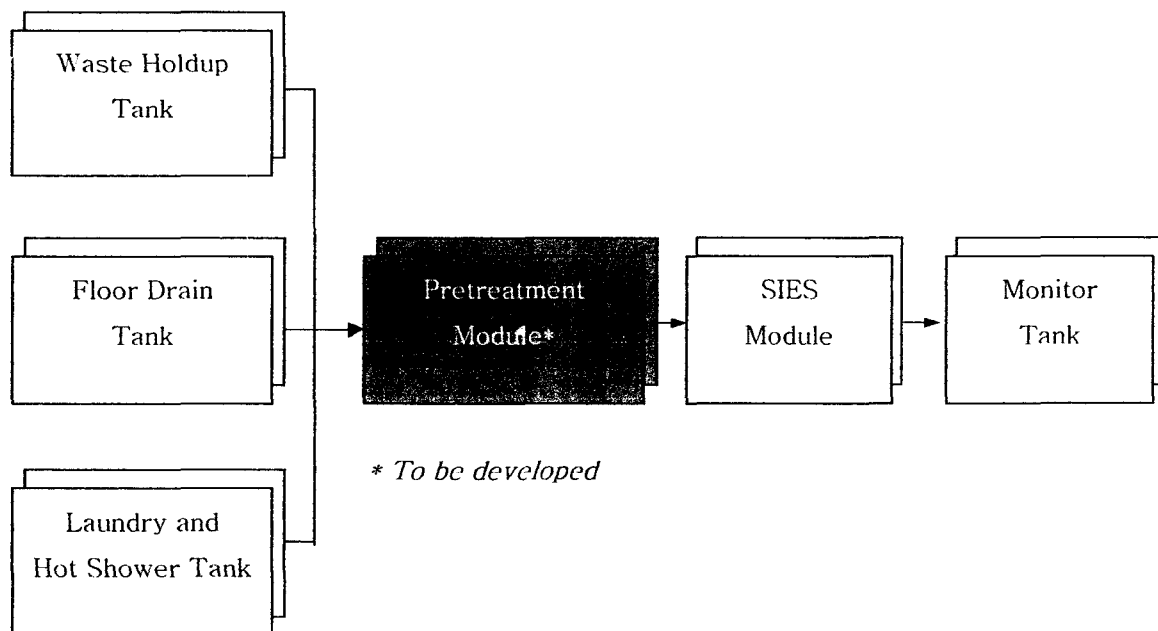 Waste Holdup
Tank
Floor Drain
Tank
Pretreatment
Module*
SIES
Module
Monitor
Tank
* To be developed
Laundry and
Hot Shower Tank